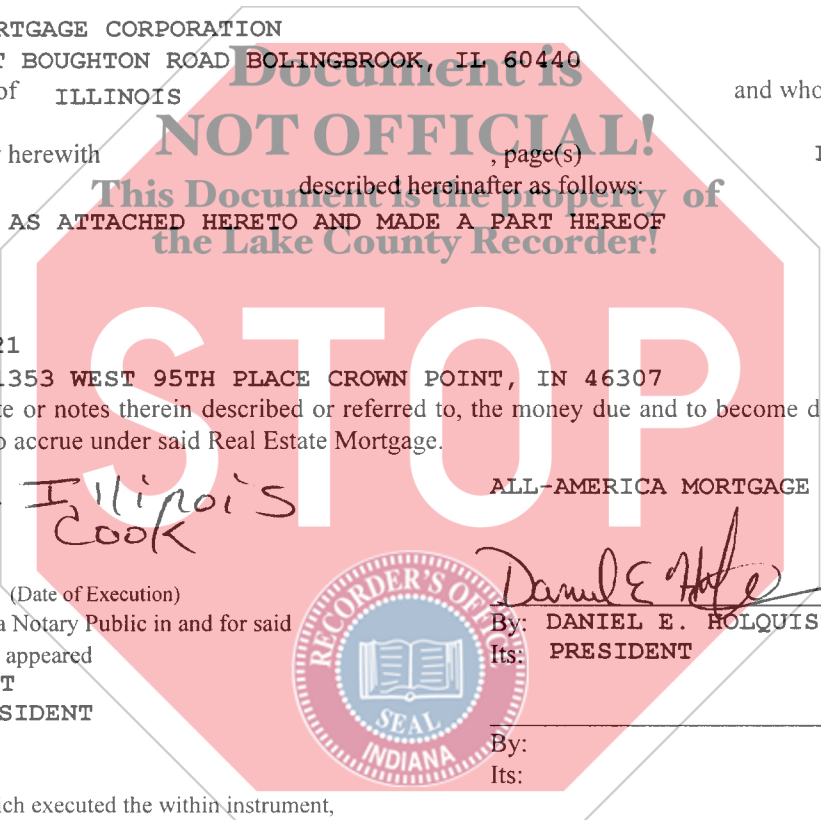 RTGAGE CORPORATION
T BOUGHTON ROAD BOLINGBROOK, IL 60440
Document is
of ILLINOIS and who
NOT OFFICIAL!
herewith , page(s)
This Document is the property of
described hereinafter as follows:
AS ATTACHED HERETO AND MADE A PART HEREOF
the Lake County Recorder!
STOP
21
1353 WEST 95TH PLACE CROWN POINT, IN 46307
te or notes therein described or referred to, the money due and to become d
o accrue under said Real Estate Mortgage.
Illinois
Cook
ALL-AMERICA MORTGAGE
(Date of Execution)
Daniel E
a Notary Public in and for said
By: DANIEL E. HOLQUIS
appeared
Its: PRESIDENT
T
SIDENT
RECORDER'S OFFICE
SEAL
INDIANA
By:
Its:
ich executed the within instrument,